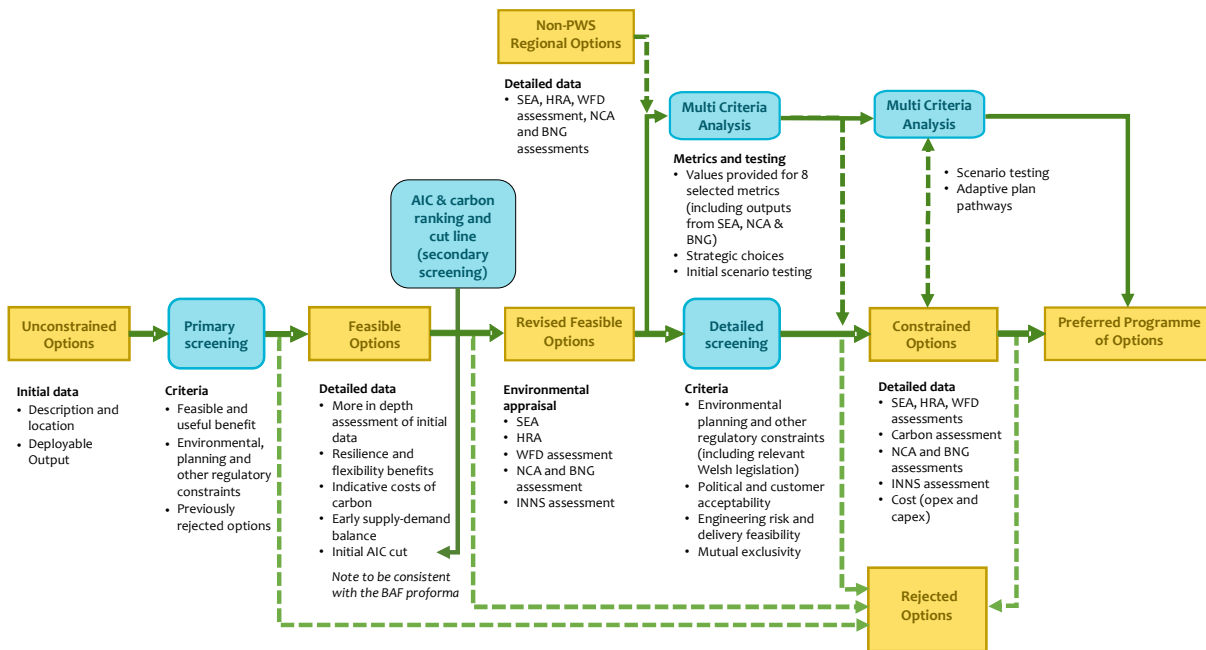 Non-PWS
Regional Options
Detailed data
• SEA, HRA, WFD
assessment, NCA
and BNG
assessments
Multi Criteria
Analysis
Metrics and testing
• Values provided for 8
selected metrics
(including outputs
from SEA, NCA &
BNG)
• Strategic choices
• Initial scenario testing
Multi Criteria
Analysis
• Scenario testing
• Adaptive plan
pathways
AIC & carbon
ranking and
cut line
(secondary
screening)
Unconstrained
Options
Initial data
• Description and
location
• Deployable
Output
Primary
screening
Criteria
• Feasible and
useful benefit
• Environmental,
planning and
other regulatory
constraints
• Previously
rejected options
Feasible
Options
Detailed data
• More in depth
assessment of initial
data
• Resilience and
flexibility benefits
• Indicative costs of
carbon
• Early supply-demand
balance
• Initial AIC cut
Note to be consistent
with the BAF proforma
Revised Feasible
Options
Environmental
appraisal
• SEA
• HRA
• WFD assessment
• NCA and BNG
assessment
• INNS assessment
Detailed
screening
Criteria
• Environmental
planning and other
regulatory constraints
(including relevant
Welsh legislation)
• Political and customer
acceptability
• Engineering risk and
delivery feasibility
• Mutual exclusivity
Constrained
Options
Detailed data
• SEA, HRA, WFD
assessments
• Carbon assessment
• NCA and BNG
assessments
• INNS assessment
• Cost (opex and
capex)
Preferred Programme
of Options
Rejected
Options